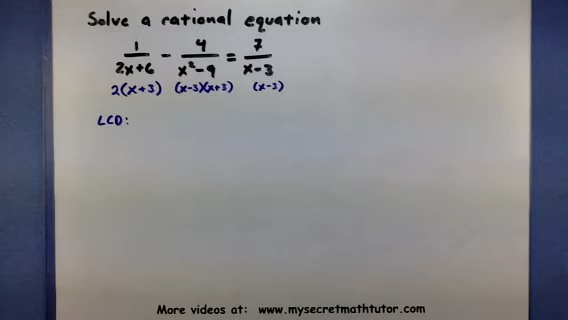 Solve a rational equation
1/2x+6 - 4/x²-9 = 7/x-3
2(x+3) (x-3)(x+3) (x-3)
LCD:
More videos at: www.mysecretmathtutor.com